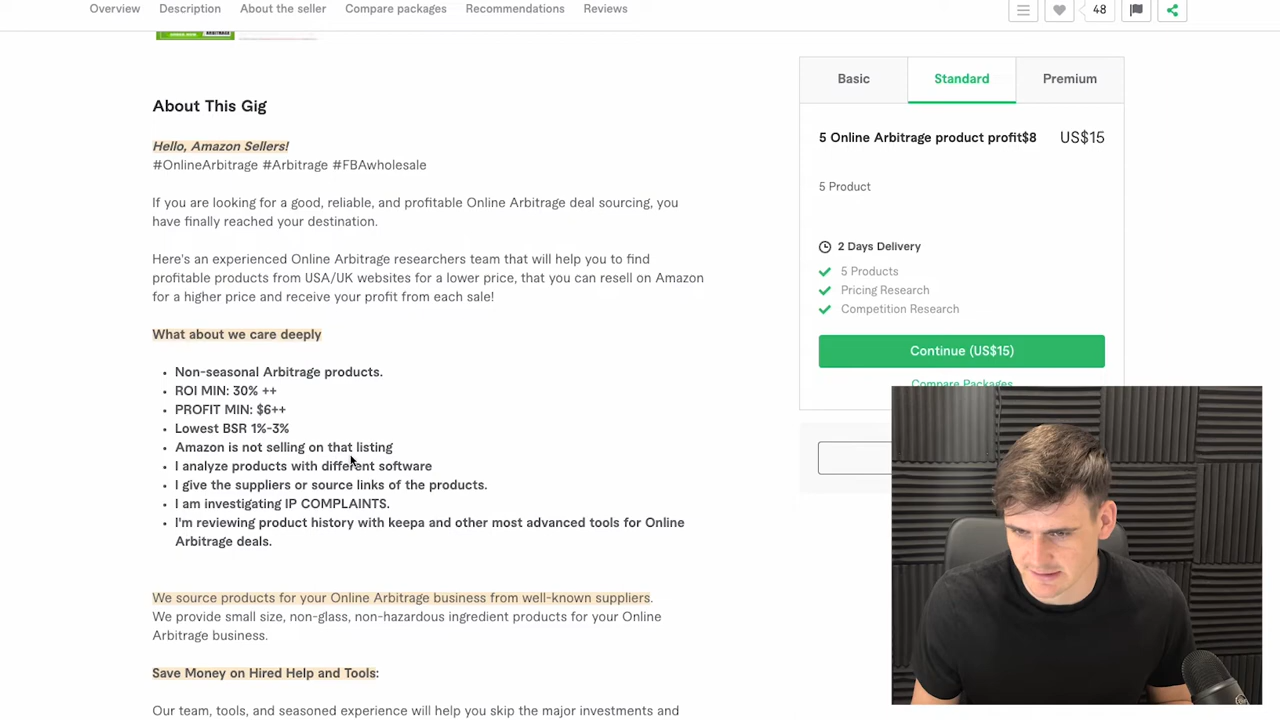 Overview Description About the seller Compare packages Recommendations Reviews 48
About This Gig
Hello, Amazon Sellers!
#OnlineArbitrage #Arbitrage #FBAwholesale
If you are looking for a good, reliable, and profitable Online Arbitrage deal sourcing, you
have finally reached your destination.
Here's an experienced Online Arbitrage researchers team that will help you to find
profitable products from USA/UK websites for a lower price, that you can resell on Amazon
for a higher price and receive your profit from each sale!
What about we care deeply
• Non-seasonal Arbitrage products.
• ROI MIN: 30% ++
• PROFIT MIN: $6++
• Lowest BSR 1%-3%
• Amazon is not selling on that listing
• I analyze products with different software
• I give the suppliers or source links of the products.
• I am investigating IP COMPLAINTS.
• I'm reviewing product history with keepa and other most advanced tools for Online
Arbitrage deals.
We source products for your Online Arbitrage business from well-known suppliers.
We provide small size, non-glass, non-hazardous ingredient products for your Online
Arbitrage business.
Save Money on Hired Help and Tools:
Our team, tools, and seasoned experience will help you skip the major investments and
Basic Standard Premium
5 Online Arbitrage product profit$8 US$15
5 Product
2 Days Delivery
5 Products
Pricing Research
Competition Research
Continue (US$15)
Compare Packages